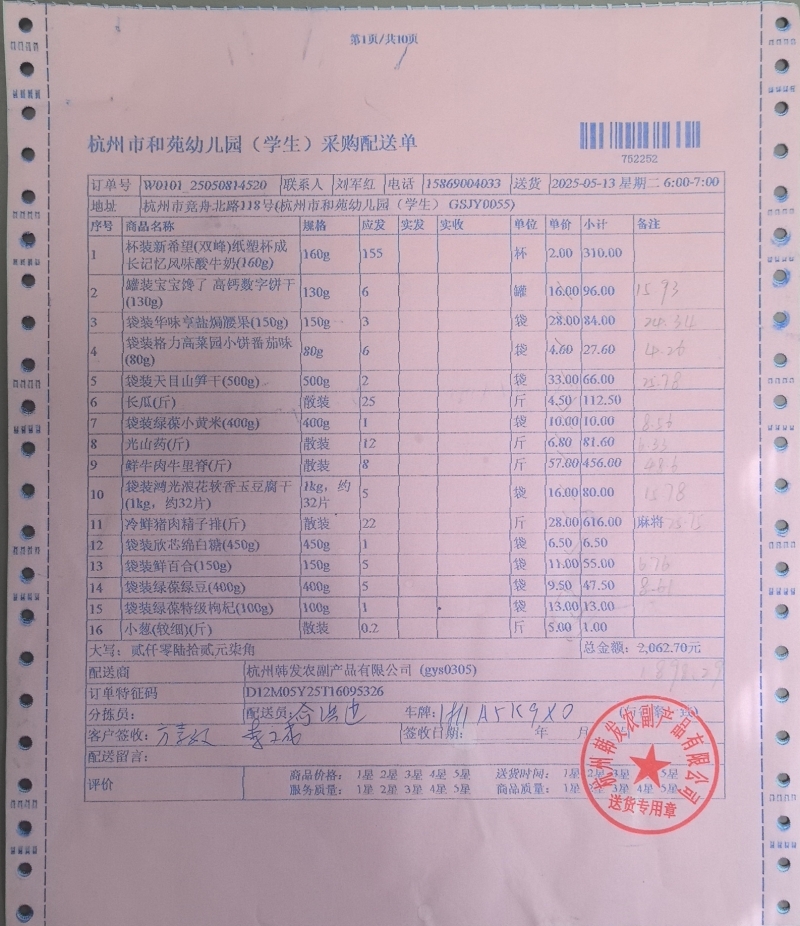 第1页/共10页
杭州市和苑幼儿园（学生）采购配送单
752252
订单号 W0101_25050814520 联系人 刘军红 电话 15869004033 送货 2025-05-13 星期二 6:00-7:00
地址 杭州市竞舟北路118号(杭州市和苑幼儿园（学生） GSJY0055)
序号 商品名称 规格 应发 实发 实收 单位 单价 小计 备注
1 杯装新希望(双峰)纸塑杯成长记忆风味酸牛奶(160g) 160g 155 杯 2.00 310.00
2 罐装宝宝馋了 高钙数字饼干(130g) 130g 6 罐 16.00 96.00 15.93
3 袋装华味亨盐焗腰果(150g) 150g 3 袋 28.00 84.00 24.34
4 袋装格力高菜园小饼番茄味(80g) 80g 6 袋 4.60 27.60 4.26
5 袋装天目山笋干(500g) 500g 2 袋 33.00 66.00
6 长瓜(斤) 散装 25 斤 4.50 112.50
7 袋装绿葆小黄米(400g) 400g 1 袋 10.00 10.00
8 光山药(斤) 散装 12 斤 6.80 81.60
9 鲜牛肉牛里脊(斤) 散装 8 斤 57.00 456.00
10 袋装鸿光浪花软香玉豆腐干(1kg，约32片) 1kg，约32片 5 袋 16.00 80.00 15.78
11 冷鲜猪肉精子排(斤) 散装 22 斤 28.00 616.00 麻将
12 袋装欣芯绵白糖(450g) 450g 1 袋 6.50 6.50
13 袋装鲜百合(150g) 150g 5 袋 11.00 55.00
14 袋装绿葆绿豆(400g) 400g 5 袋 9.50 47.50
15 袋装绿葆特级枸杞(100g) 100g 1 袋 13.00 13.00
16 小葱(较细)(斤) 散装 0.2 斤 5.00 1.00
大写：贰仟零陆拾贰元柒角 总金额：2,062.70元
配送商 杭州韩发农副产品有限公司 (gys0305)
订单特征码 D12M05Y25T16095326
分拣员： 配送员： 车牌：浙A5K9X0
客户签收： 签收日期： 年 月
配送留言：
评价 商品价格： 1星 2星 3星 4星 5星 送货时间： 1星 2星 3星 5星
服务质量： 1星 2星 3星 4星 5星 商品质量： 1星 2星 3星 4星 5星
杭州韩发农副产品有限公司
送货专用章